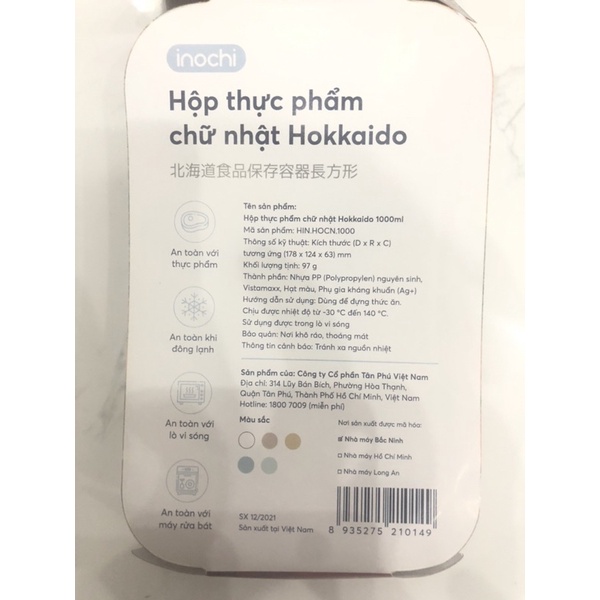 inochi
Hộp thực phẩm
chữ nhật Hokkaido
北海道食品保存容器長方形
An toàn với
thực phẩm
An toàn khi
đông lạnh
An toàn với
lò vi sóng
An toàn với
máy rửa bát
Tên sản phẩm:
Hộp thực phẩm chữ nhật Hokkaido 1000ml
Mã sản phẩm: HIN.HOCN.1000
Thông số kỹ thuật: Kích thước (D x R x C)
tương ứng (178 x 124 x 63) mm
Khối lượng tịnh: 97 g
Thành phần: Nhựa PP (Polypropylen) nguyên sinh,
Vistamaxx, Hạt màu, Phụ gia kháng khuẩn (Ag+)
Hướng dẫn sử dụng: Dùng để đựng thức ăn.
Chịu được nhiệt độ từ -30 °C đến 140 °C.
Sử dụng được trong lò vi sóng
Bảo quản: Nơi khô ráo, thoáng mát
Thông tin cảnh báo: Tránh xa nguồn nhiệt
Sản phẩm của: Công ty Cổ phần Tân Phú Việt Nam
Địa chỉ: 314 Lũy Bán Bích, Phường Hòa Thạnh,
Quận Tân Phú, Thành Phố Hồ Chí Minh, Việt Nam
Hotline: 1800 7009 (miễn phí)
Màu sắc
Nơi sản xuất được mã hóa:
Nhà máy Bắc Ninh
Nhà máy Hồ Chí Minh
Nhà máy Long An
SX 12/2021
Sản xuất tại Việt Nam
8 935275 210149